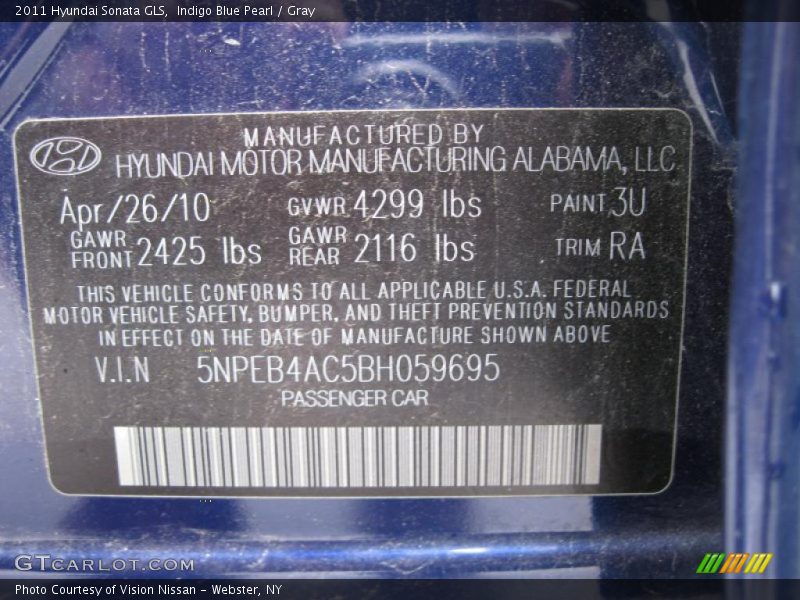 2011 Hyundai Sonata GLS, Indigo Blue Pearl / Gray
MANUFACTURED BY
HYUNDAI MOTOR MANUFACTURING ALABAMA, LLC
Apr/26/10 GVWR 4299 lbs PAINT 3U
GAWR FRONT 2425 lbs GAWR REAR 2116 lbs TRIM RA
THIS VEHICLE CONFORMS TO ALL APPLICABLE U.S.A. FEDERAL
MOTOR VEHICLE SAFETY, BUMPER, AND THEFT PREVENTION STANDARDS
IN EFFECT ON THE DATE OF MANUFACTURE SHOWN ABOVE
V.I.N 5NPEB4AC5BH059695
PASSENGER CAR
GTCARLOT.COM
Photo Courtesy of Vision Nissan - Webster, NY